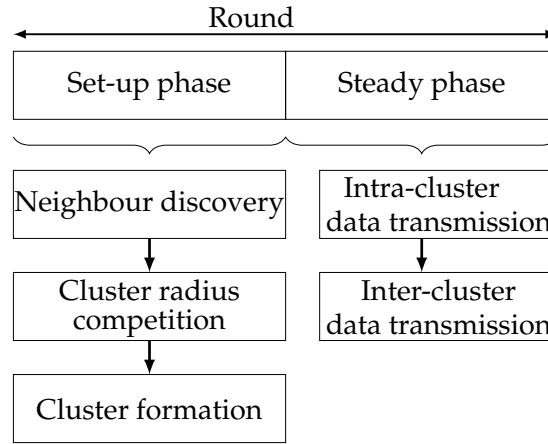 Round
Set-up phase
Steady phase
Neighbour discovery
Intra-cluster
data transmission
Cluster radius
competition
Inter-cluster
data transmission
Cluster formation